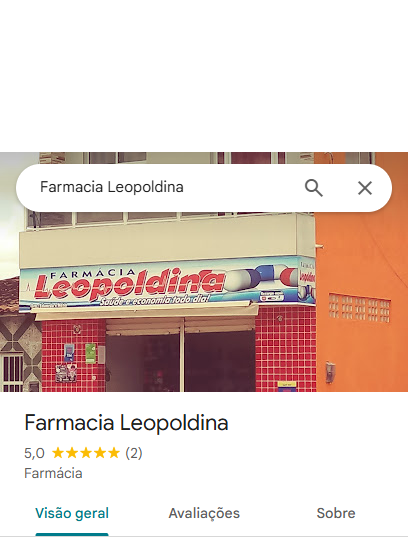 Farmacia Leopoldina
FARMACIA
Leopoldina
Saúde e economia todo dia!
Farmacia Leopoldina
5,0 (2)
Farmácia
Visão geral
Avaliações
Sobre